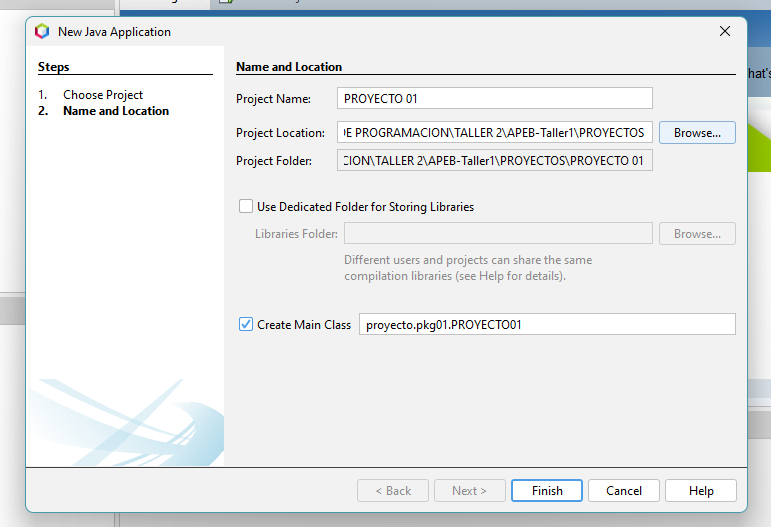 New Java Application
Steps
1. Choose Project
2. Name and Location
Name and Location
Project Name: PROYECTO 01
Project Location: DE PROGRAMACION\TALLER 2\APEB-Taller1\PROYECTOS Browse...
Project Folder: CION\TALLER 2\APEB-Taller1\PROYECTOS\PROYECTO 01
Use Dedicated Folder for Storing Libraries
Libraries Folder: Browse...
Different users and projects can share the same
compilation libraries (see Help for details).
Create Main Class proyecto.pkg01.PROYECTO01
< Back Next > Finish Cancel Help
hat's